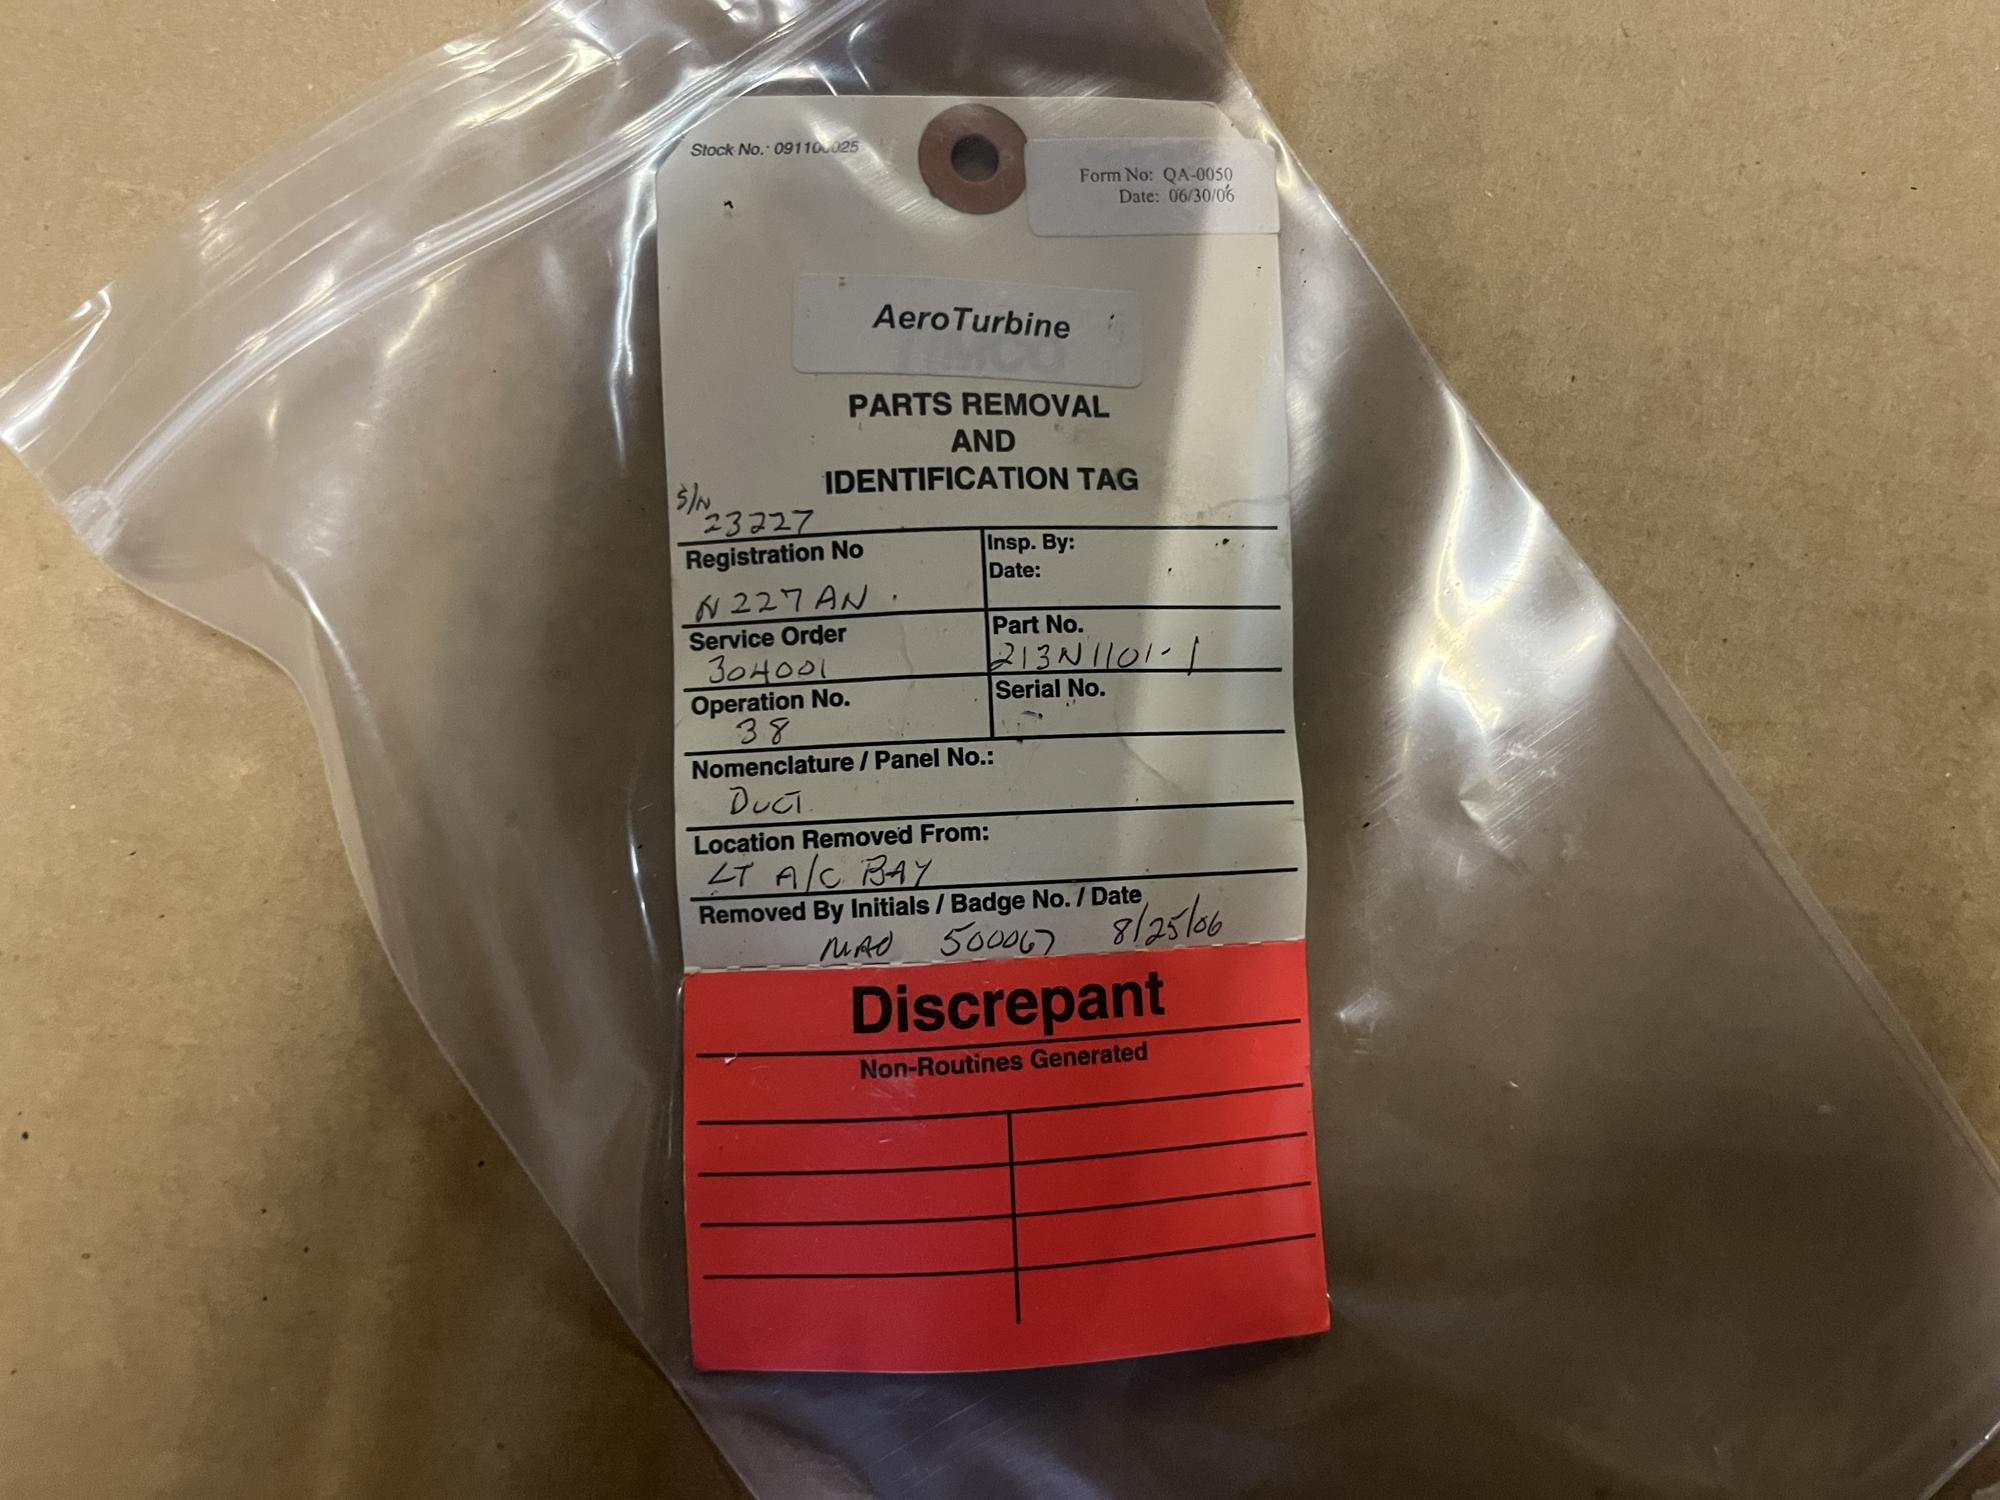 Stock No.: 091100025
Form No: QA-0050
Date: 06/30/06
AeroTurbine
PARTS REMOVAL
AND
IDENTIFICATION TAG
S/N
23227
Registration No
N227AN
Insp. By:
Date:
Service Order
304001
Part No.
213N1101-1
Operation No.
38
Serial No.
Nomenclature / Panel No.:
DUCT
Location Removed From:
LT A/C BAY
Removed By Initials / Badge No. / Date
MAO 500067 8/25/06
Discrepant
Non-Routines Generated